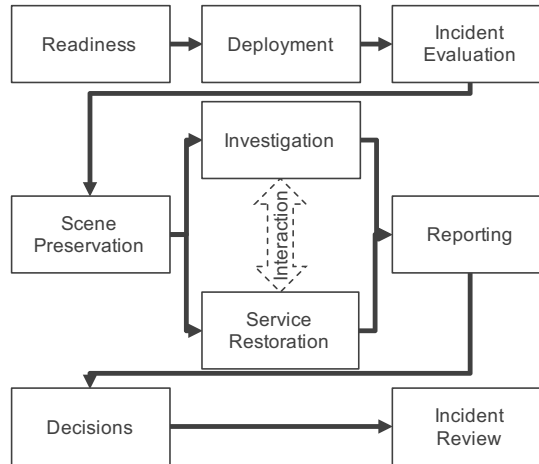 Readiness
Deployment
Incident
Evaluation
Investigation
Scene
Preservation
Interaction
Reporting
Service
Restoration
Decisions
Incident
Review